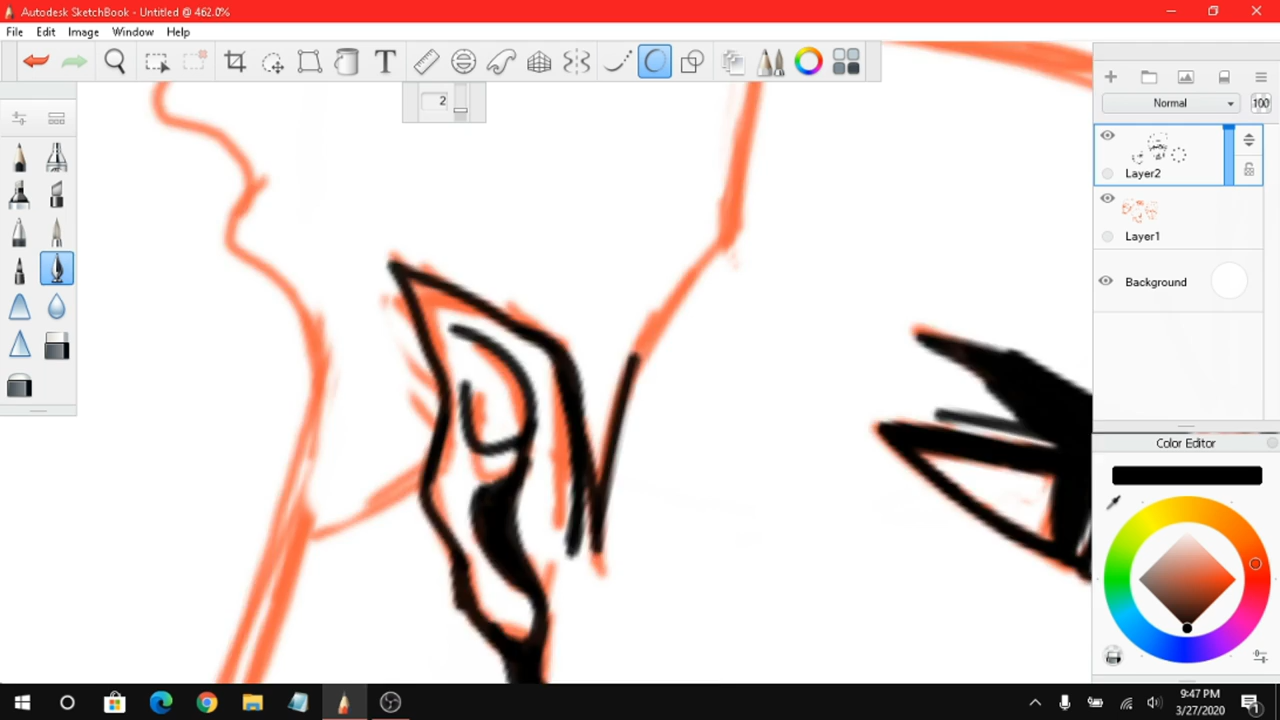 Autodesk SketchBook - Untitled @ 462.0%
File Edit Image Window Help
T
2
Normal
100
Layer2
Layer1
Background
Color Editor
9:47 PM
3/27/2020
1